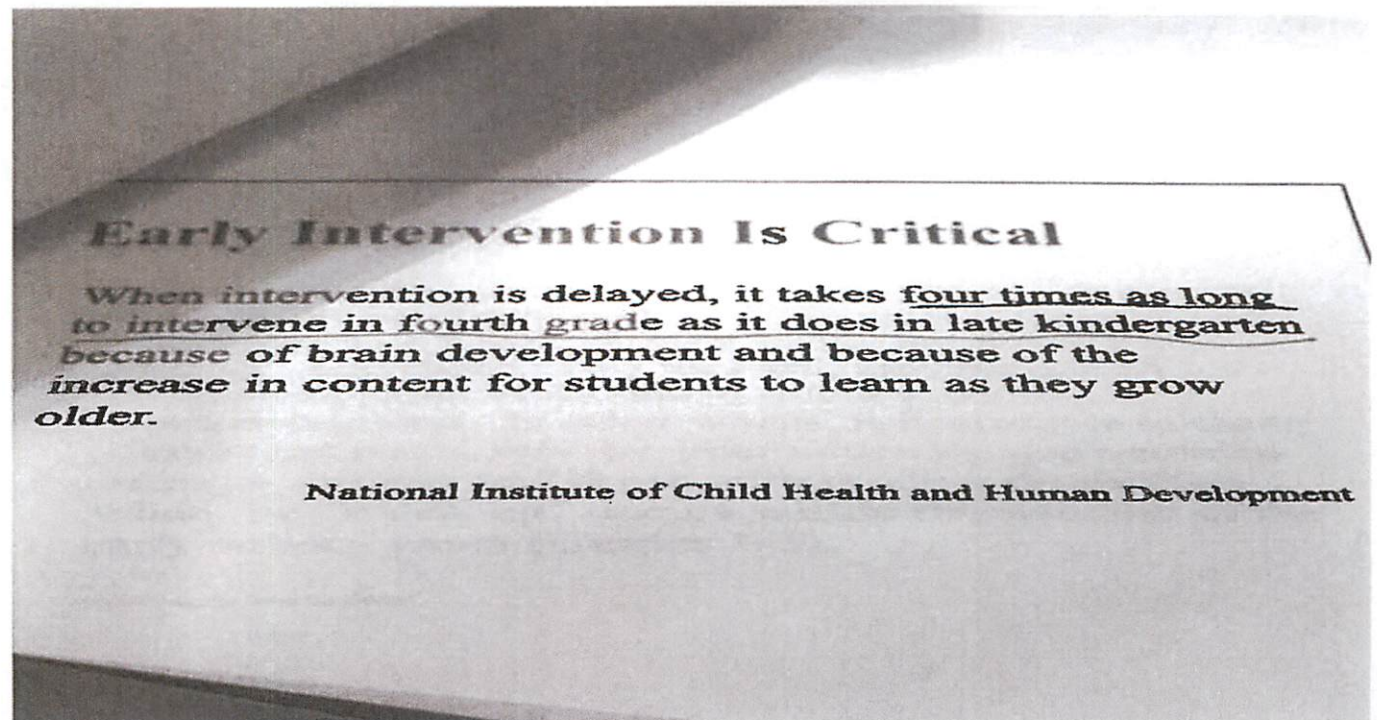 Early Intervention Is Critical
When intervention is delayed, it takes four times as long
to intervene in fourth grade as it does in late kindergarten
because of brain development and because of the
increase in content for students to learn as they grow
older.
National Institute of Child Health and Human Development